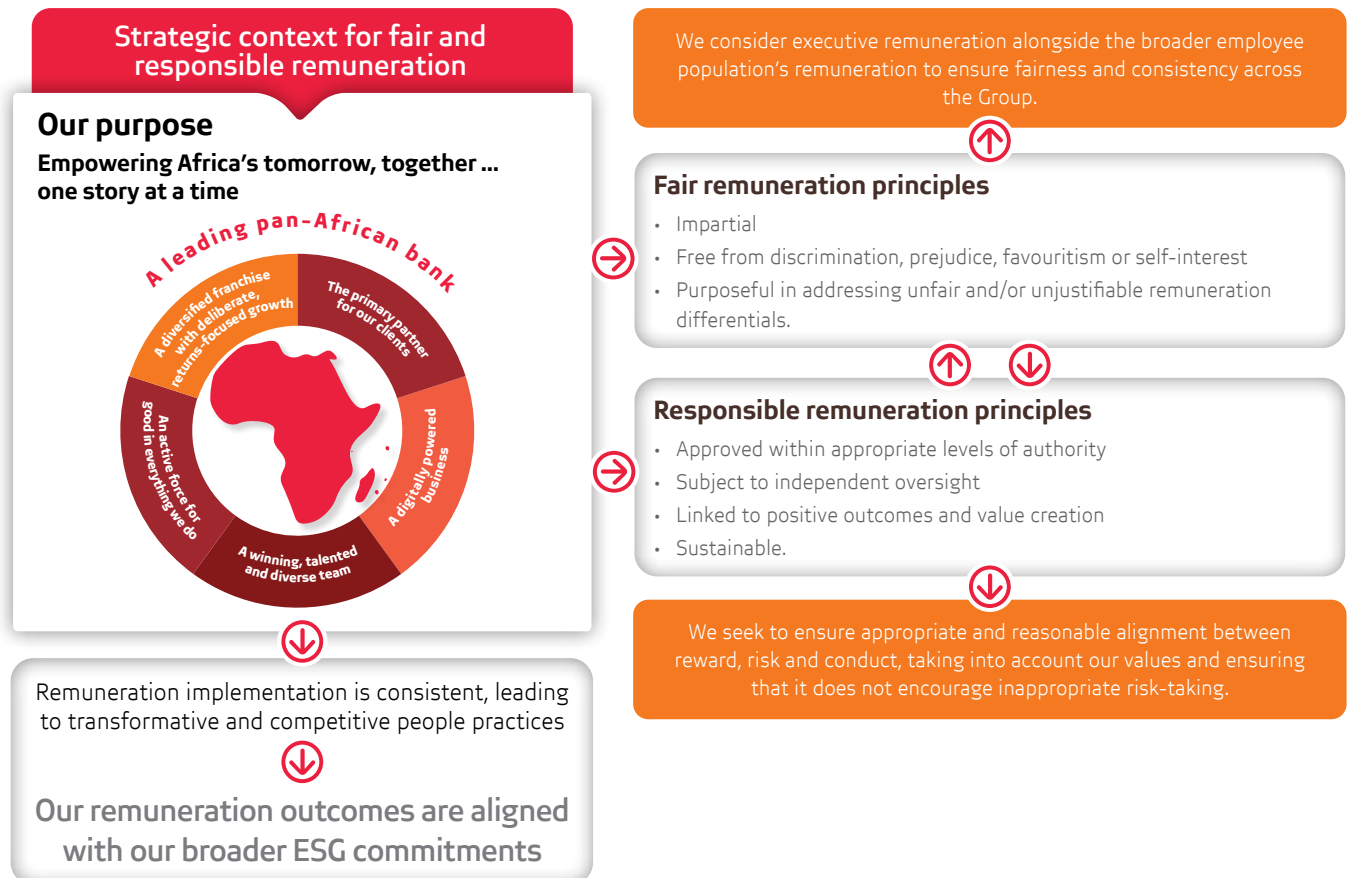 Strategic context for fair and
responsible remuneration
Our purpose
Empowering Africa's tomorrow, together ...
one story at a time
A leading pan-African bank
A diversified franchise
with deliberate,
returns-focused growth
The primary partner
for our clients
A digitally powered
business
A winning, talented
and diverse team
An active force for
good in everything we do
Remuneration implementation is consistent, leading
to transformative and competitive people practices
Our remuneration outcomes are aligned
with our broader ESG commitments
We consider executive remuneration alongside the broader employee
population's remuneration to ensure fairness and consistency across
the Group.
Fair remuneration principles
• Impartial
• Free from discrimination, prejudice, favouritism or self-interest
• Purposeful in addressing unfair and/or unjustifiable remuneration
differentials.
Responsible remuneration principles
• Approved within appropriate levels of authority
• Subject to independent oversight
• Linked to positive outcomes and value creation
• Sustainable.
We seek to ensure appropriate and reasonable alignment between
reward, risk and conduct, taking into account our values and ensuring
that it does not encourage inappropriate risk-taking.